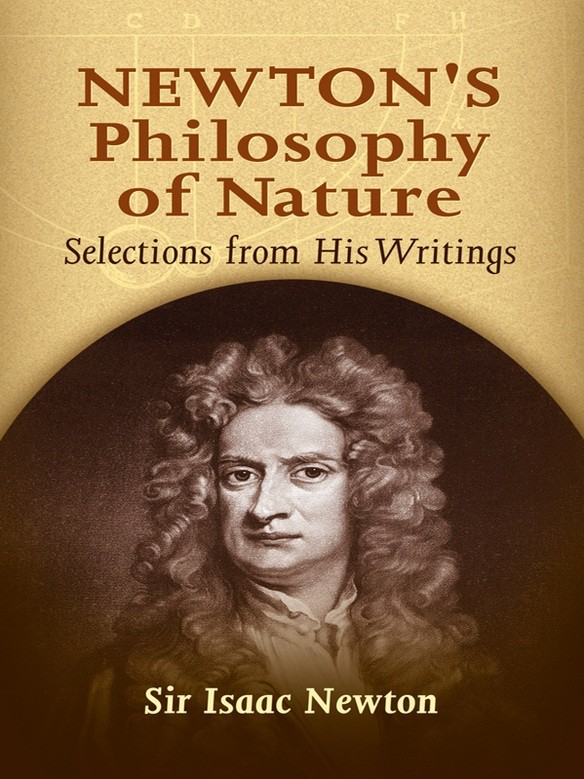 C D F H
NEWTON'S
Philosophy
of Nature
Selections from His Writings
Sir Isaac Newton